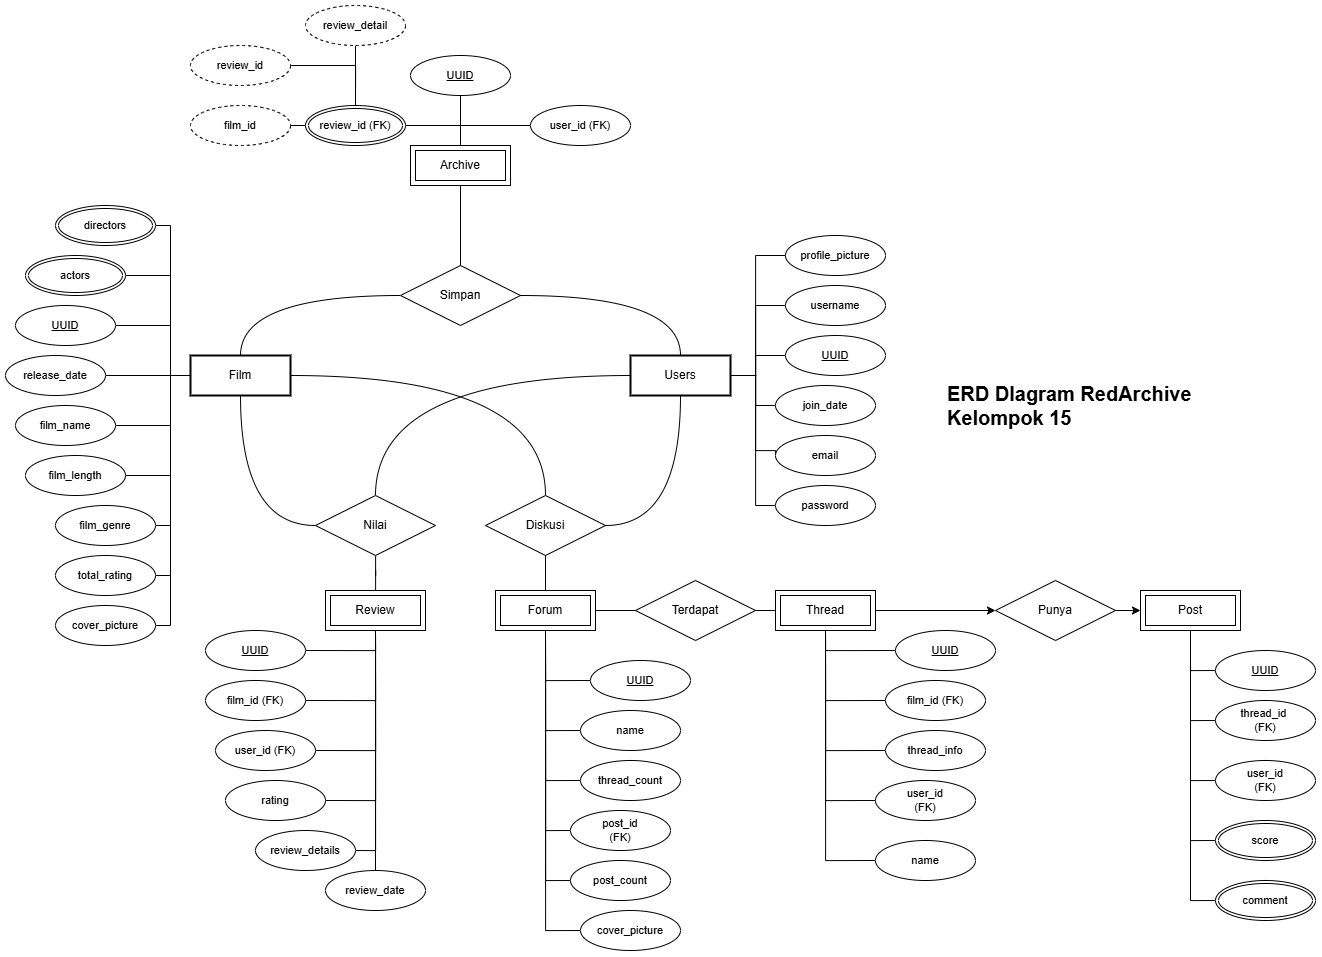 review_detail
review_id
UUID
film_id
review_id (FK)
user_id (FK)
Archive
directors
actors
UUID
release_date
film_name
film_length
film_genre
total_rating
cover_picture
Simpan
Film
Users
profile_picture
username
UUID
join_date
email
password
ERD DIagram RedArchive
Kelompok 15
Nilai
Diskusi
Review
Forum
Terdapat
Thread
Punya
Post
UUID
film_id (FK)
user_id (FK)
rating
review_details
review_date
UUID
name
thread_count
post_id
(FK)
post_count
cover_picture
UUID
film_id (FK)
thread_info
user_id
(FK)
name
UUID
thread_id
(FK)
user_id
(FK)
score
comment